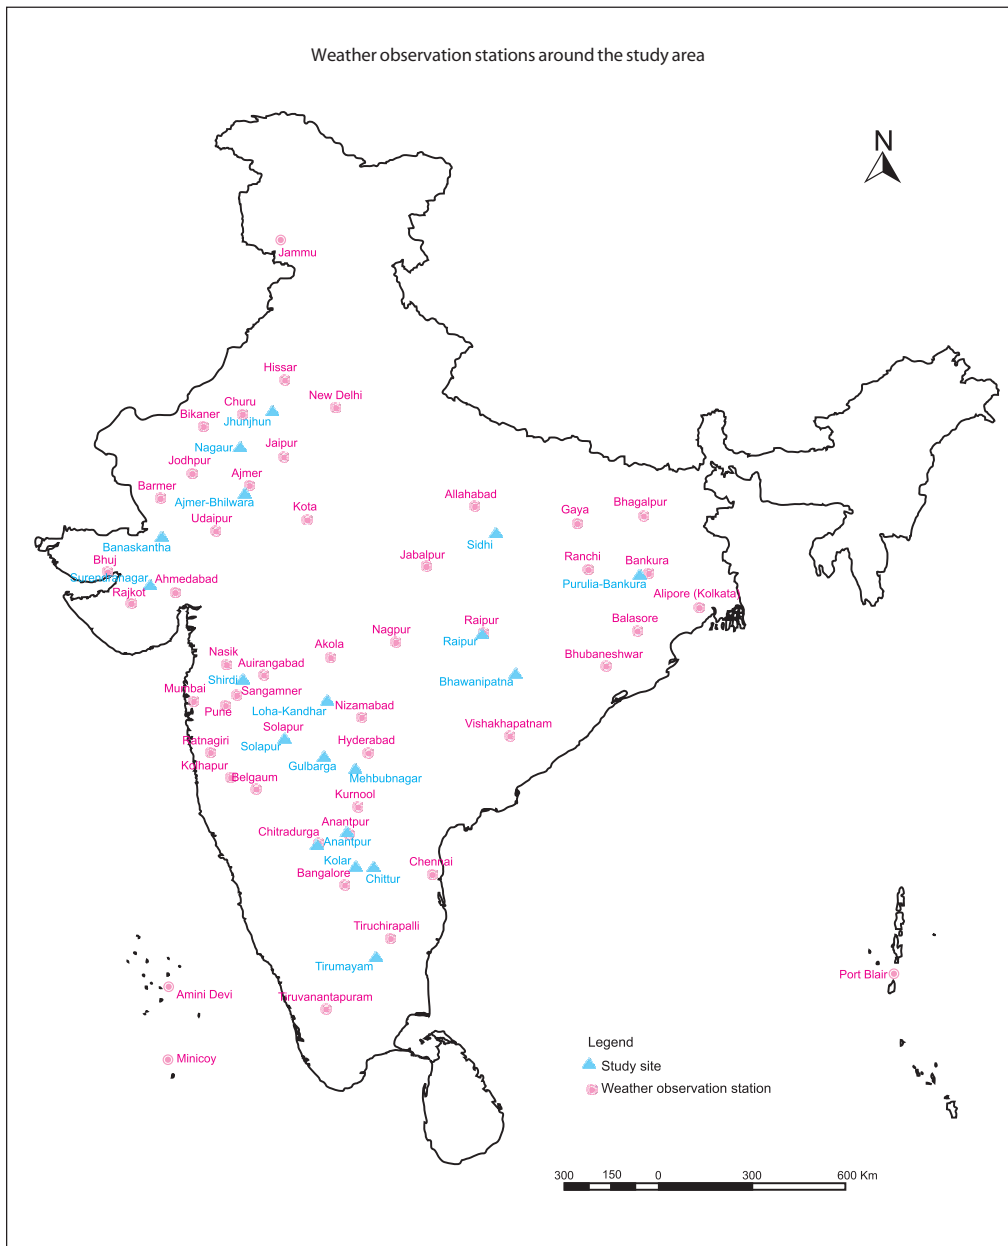 Weather observation stations around the study area
N
Jammu
Hissar
New Delhi
Churu
Jhunjhun
Bikaner
Nagaur
Jaipur
Jodhpur
Ajmer
Barmer
Ajmer-Bhilwara
Kota
Udaipur
Allahabad
Gaya
Bhagalpur
Banaskantha
Sidhi
Bhuj
Jabalpur
Ranchi
Bankura
Surendranagar
Ahmedabad
Purulia-Bankura
Rajkot
Alipore (Kolkata)
Raipur
Balasore
Nagpur
Raipur
Akola
Nasik
Auirangabad
Bhubaneshwar
Shirdi
Bhawanipatna
Mumbai
Sangamner
Pune
Loha-Kandhar
Nizamabad
Solapur
Vishakhapatnam
Ratnagiri
Solapur
Hyderabad
Kolhapur
Gulbarga
Belgaum
Mehbubnagar
Kurnool
Anantpur
Chitradurga
Anantpur
Kolar
Chennai
Bangalore
Chittur
Tiruchirapalli
Tirumayam
Port Blair
Amini Devi
Tiruvanantapuram
Minicoy
Legend
Study site
Weather observation station
300 150 0 300 600 Km